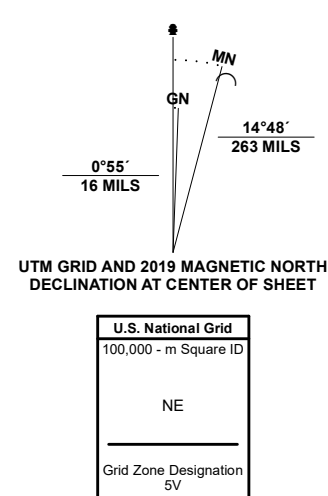 MN
GN
14°48´
263 MILS
0°55´
16 MILS
UTM GRID AND 2019 MAGNETIC NORTH
DECLINATION AT CENTER OF SHEET
U.S. National Grid
100,000 - m Square ID
NE
Grid Zone Designation
5V